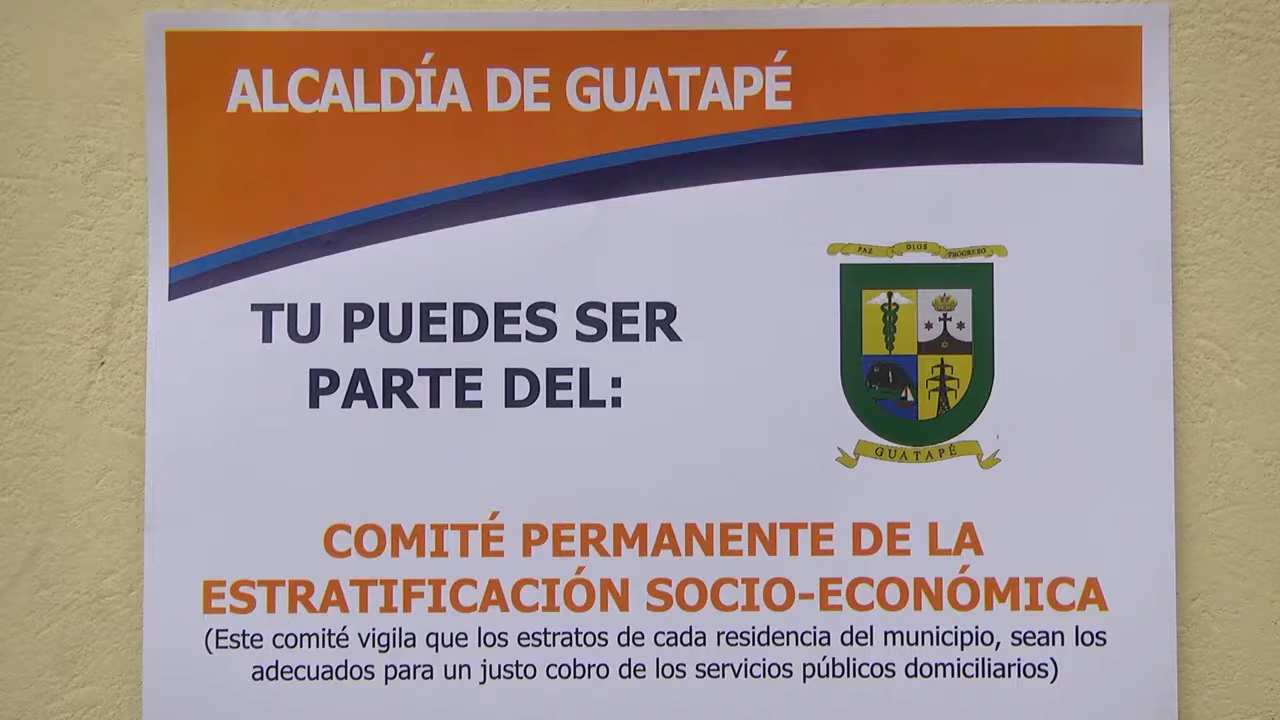 ALCALDÍA DE GUATAPÉ
PAZ DIOS PROGRESO
TU PUEDES SER
PARTE DEL:
GUATAPÉ
COMITÉ PERMANENTE DE LA
ESTRATIFICACIÓN SOCIO-ECONÓMICA
(Este comité vigila que los estratos de cada residencia del municipio, sean los
adecuados para un justo cobro de los servicios públicos domiciliarios)